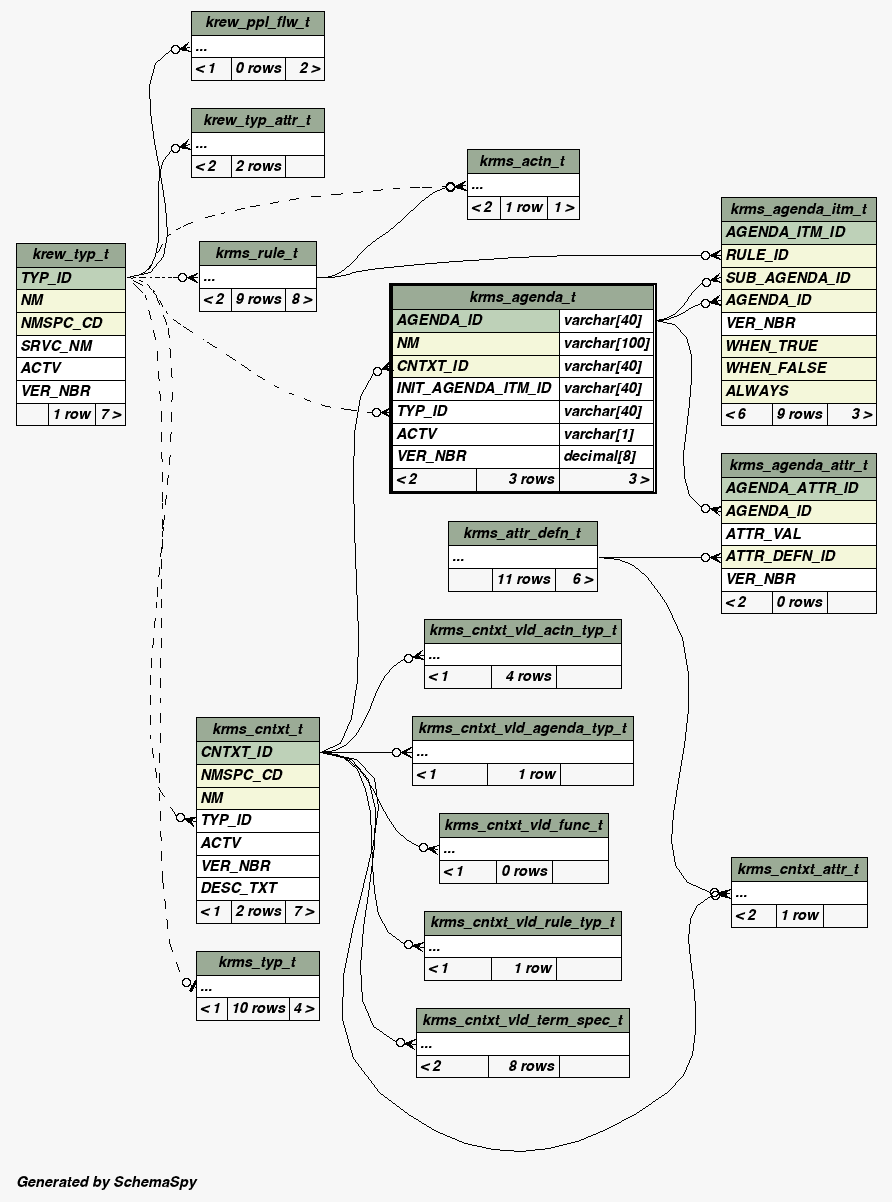 krew_ppl_flw_t
...
< 1 0 rows 2 >
krew_typ_attr_t
...
< 2 2 rows
krms_actn_t
...
< 2 1 row 1 >
krms_agenda_itm_t
AGENDA_ITM_ID
RULE_ID
SUB_AGENDA_ID
AGENDA_ID
VER_NBR
WHEN_TRUE
WHEN_FALSE
ALWAYS
< 6 9 rows 3 >
krew_typ_t
TYP_ID
NM
NMSPC_CD
SRVC_NM
ACTV
VER_NBR
1 row 7 >
krms_rule_t
...
< 2 9 rows 8 >
krms_agenda_t
AGENDA_ID varchar[40]
NM varchar[100]
CNTXT_ID varchar[40]
INIT_AGENDA_ITM_ID varchar[40]
TYP_ID varchar[40]
ACTV varchar[1]
VER_NBR decimal[8]
< 2 3 rows 3 >
krms_agenda_attr_t
AGENDA_ATTR_ID
AGENDA_ID
ATTR_VAL
ATTR_DEFN_ID
VER_NBR
< 2 0 rows
krms_attr_defn_t
...
11 rows 6 >
krms_cntxt_vld_actn_typ_t
...
< 1 4 rows
krms_cntxt_t
CNTXT_ID
NMSPC_CD
NM
TYP_ID
ACTV
VER_NBR
DESC_TXT
< 1 2 rows 7 >
krms_cntxt_vld_agenda_typ_t
...
< 1 1 row
krms_cntxt_vld_func_t
...
< 1 0 rows
krms_cntxt_attr_t
...
< 2 1 row
krms_cntxt_vld_rule_typ_t
...
< 1 1 row
krms_typ_t
...
< 1 10 rows 4 >
krms_cntxt_vld_term_spec_t
...
< 2 8 rows
Generated by SchemaSpy